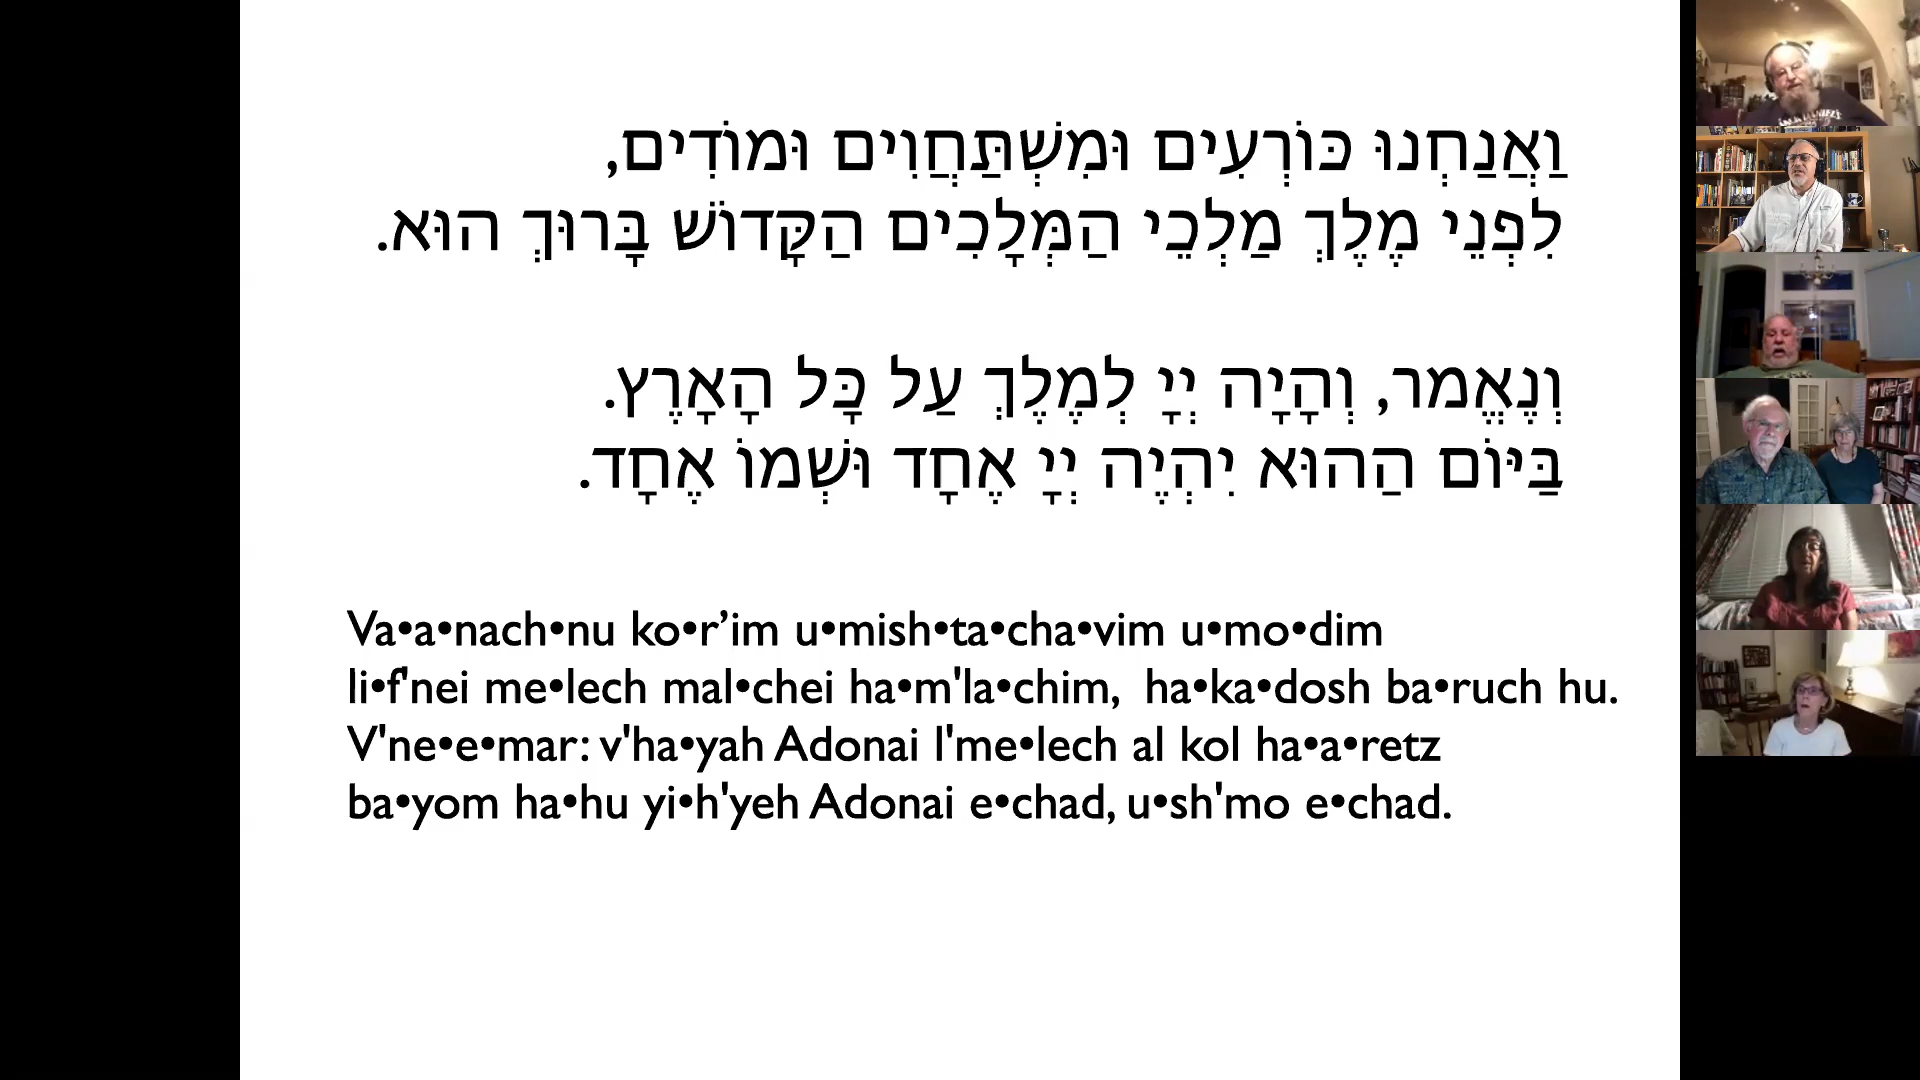 וַאֲנַחְנוּ כּוֹרְעִים וּמִשְׁתַּחֲוִים וּמוֹדִים,
לִפְנֵי מֶלֶךְ מַלְכֵי הַמְּלָכִים הַקָּדוֹשׁ בָּרוּךְ הוּא.
וְנֶאֱמר, וְהָיָה יְיָ לְמֶלֶךְ עַל כָּל הָאָרֶץ.
בַּיּוֹם הַהוּא יִהְיֶה יְיָ אֶחָד וּשְׁמוֹ אֶחָד.
Va•a•nach•nu ko•r’im u•mish•ta•cha•vim u•mo•dim
li•f'nei me•lech mal•chei ha•m'la•chim, ha•ka•dosh ba•ruch hu.
V'ne•e•mar: v'ha•yah Adonai l'me•lech al kol ha•a•retz
ba•yom ha•hu yi•h'yeh Adonai e•chad, u•sh'mo e•chad.